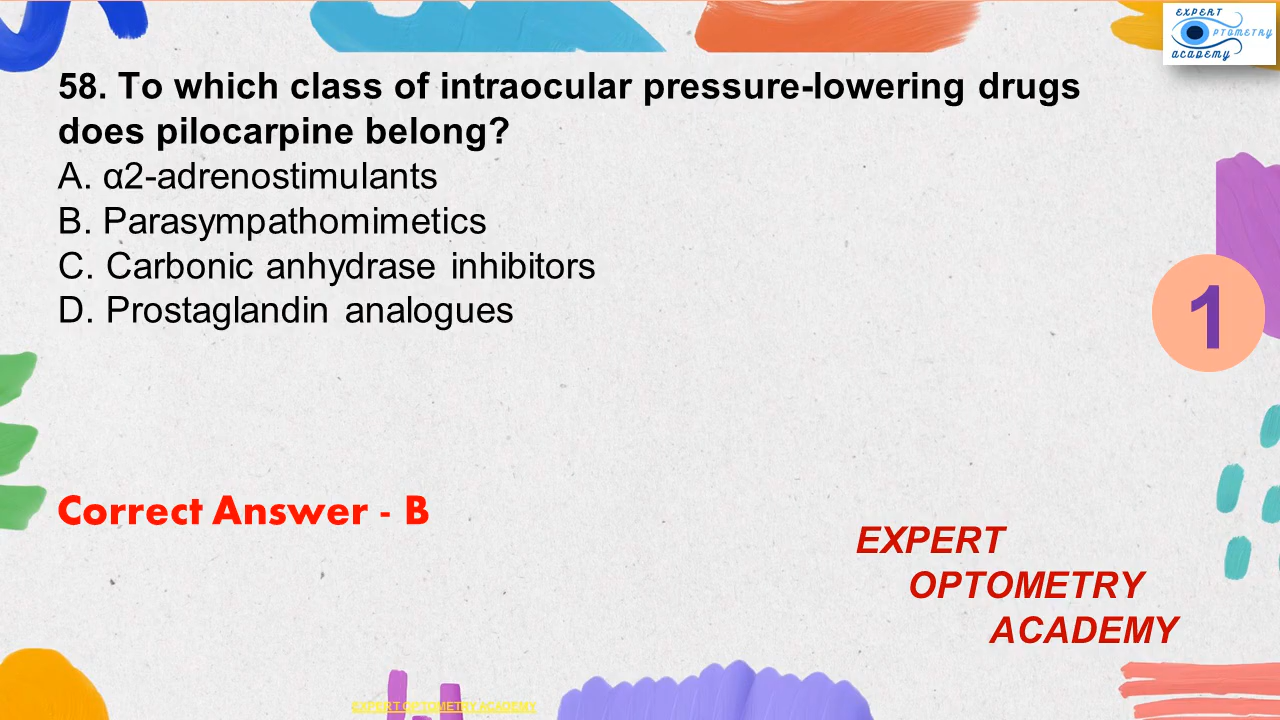 EXPERT
OPTOMETRY
ACADEMY
58. To which class of intraocular pressure-lowering drugs
does pilocarpine belong?
A. α2-adrenostimulants
B. Parasympathomimetics
C. Carbonic anhydrase inhibitors
D. Prostaglandin analogues
1
Correct Answer - B
EXPERT
OPTOMETRY
ACADEMY
EXPERT OPTOMETRY ACADEMY